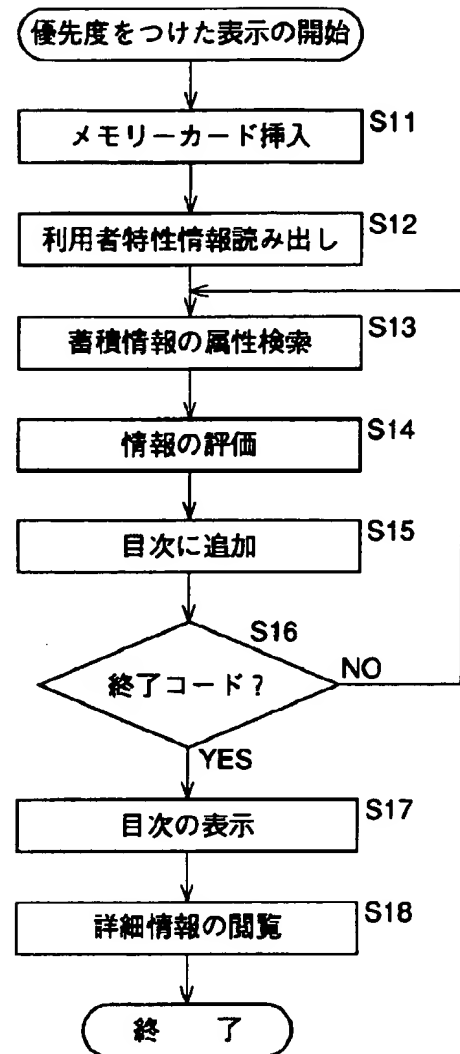 優先度をつけた表示の開始
メモリーカード挿入
S11
利用者特性情報読み出し
S12
蓄積情報の属性検索
S13
情報の評価
S14
目次に追加
S15
S16
終了コード?
NO
YES
目次の表示
S17
詳細情報の閲覧
S18
終 了